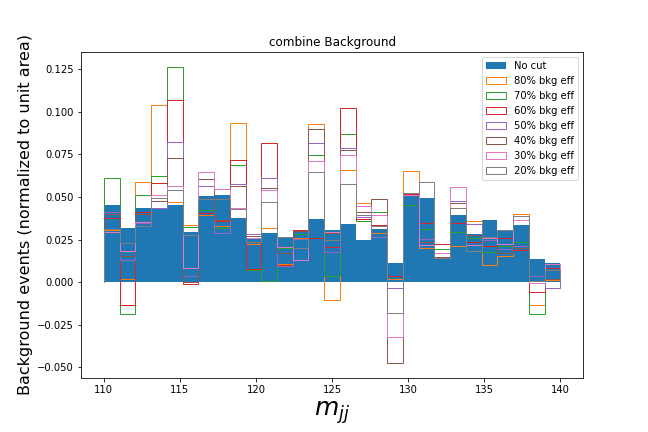 combine Background
Background events (normalized to unit area)
0.125
0.100
0.075
0.050
0.025
0.000
−0.025
−0.050
110
115
120
125
130
135
140
m_jj
No cut
80% bkg eff
70% bkg eff
60% bkg eff
50% bkg eff
40% bkg eff
30% bkg eff
20% bkg eff